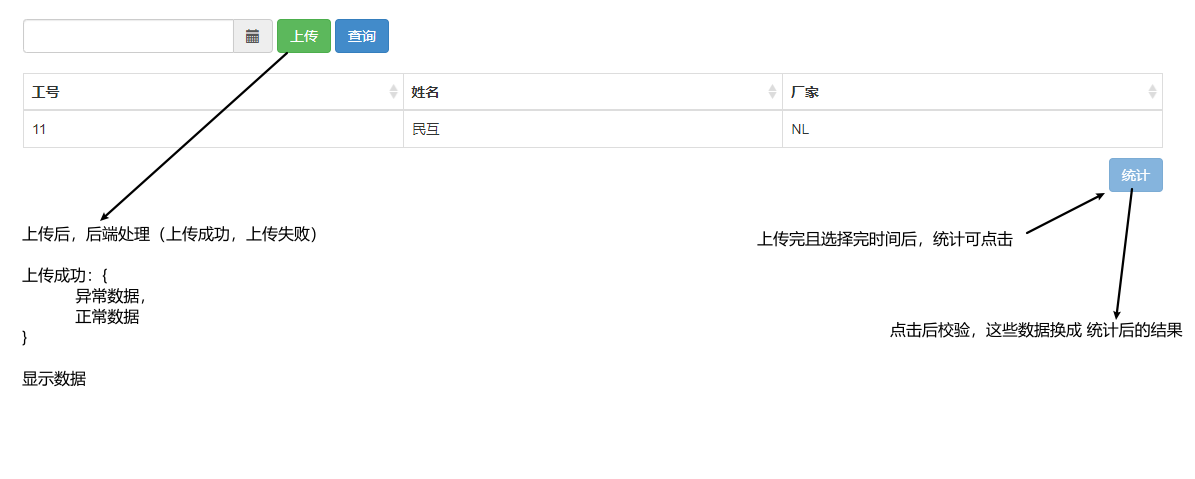 上传 查询
工号 姓名 厂家
11 民互 NL
统计
上传后，后端处理（上传成功，上传失败）
上传完且选择完时间后，统计可点击
上传成功：{
异常数据，
正常数据
}
点击后校验，这些数据换成 统计后的结果
显示数据